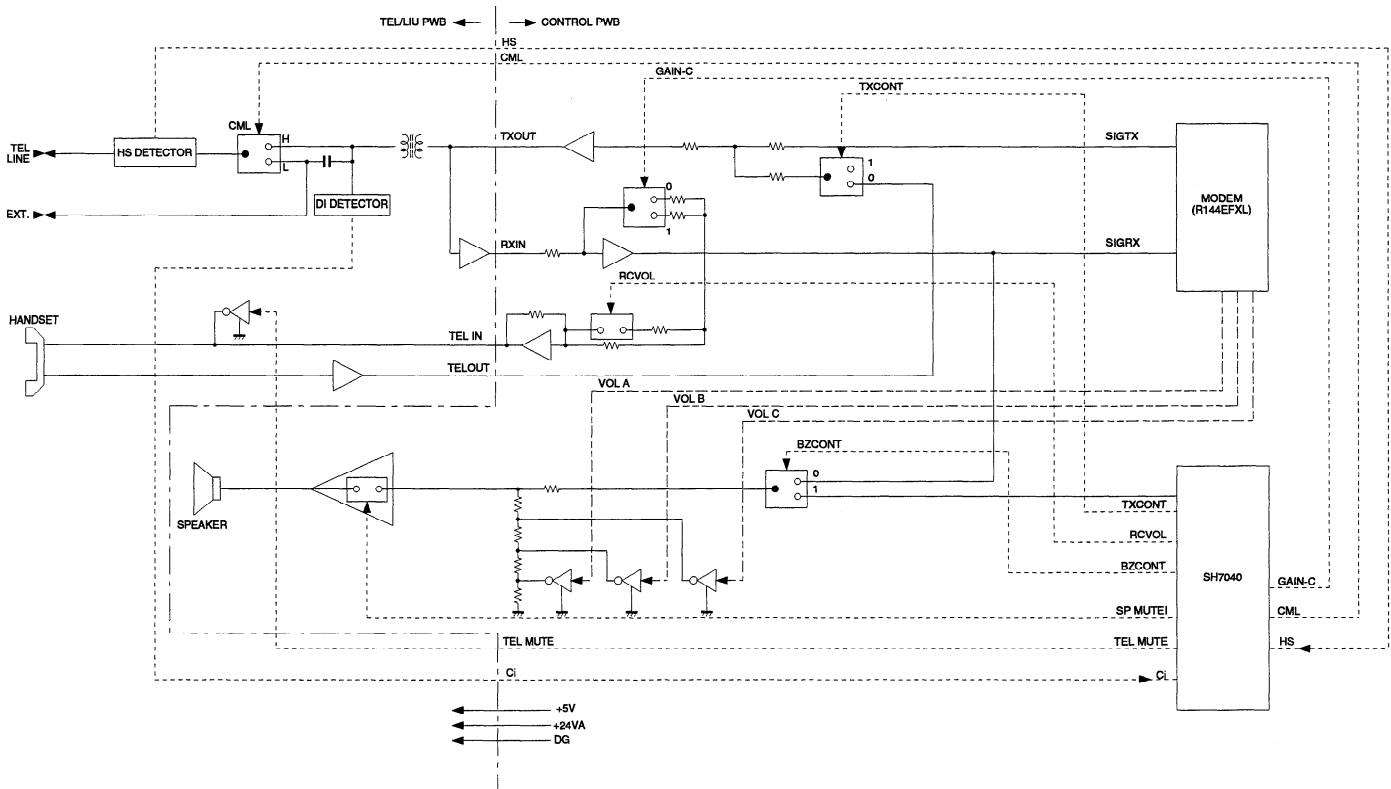 TEL/LIU PWB
CONTROL PWB
HS
CML
GAIN-C
TXCONT
CML
H
L
TXOUT
SIGTX
TEL
LINE
HS DETECTOR
1
0
MODEM
(R144EFXL)
DI DETECTOR
EXT.
0
1
RXIN
SIGRX
RCVOL
HANDSET
TEL IN
TELOUT
VOL A
VOL B
VOL C
BZCONT
0
1
SPEAKER
TXCONT
RCVOL
BZCONT
SH7040
GAIN-C
SP MUTEI
CML
TEL MUTE
TEL MUTE
HS
Ci
Ci
+5V
+24VA
DG